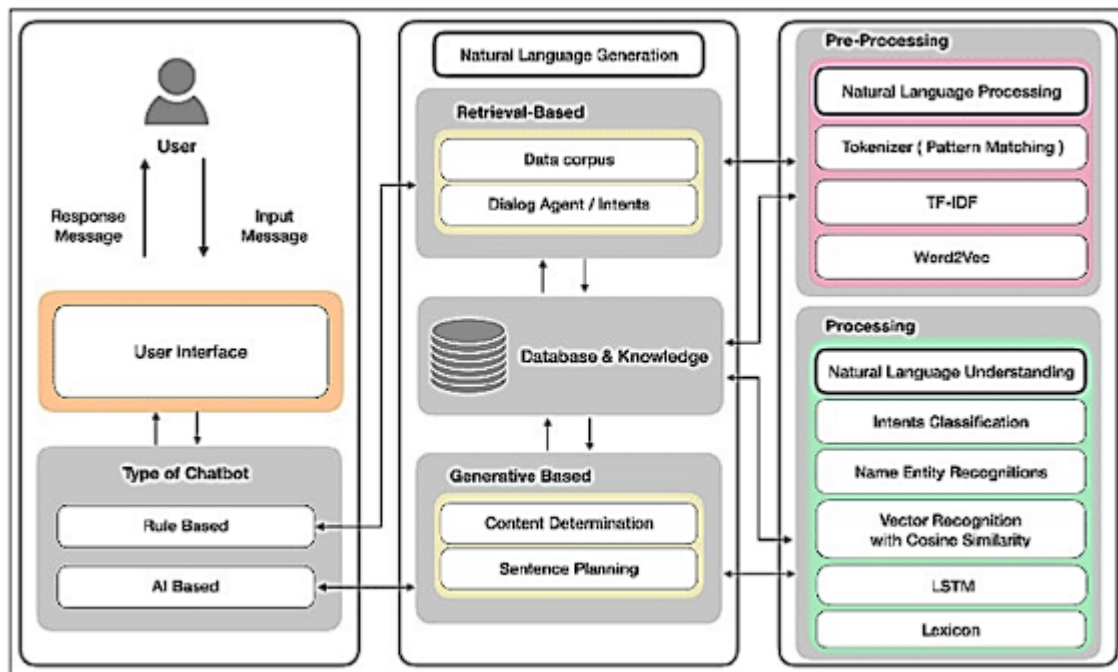 User
Response
Message
Input
Message
User Interface
Type of Chatbot
Rule Based
AI Based
Natural Language Generation
Retrieval-Based
Data corpus
Dialog Agent / Intents
Database & Knowledge
Generative Based
Content Determination
Sentence Planning
Pre-Processing
Natural Language Processing
Tokenizer ( Pattern Matching )
TF-IDF
Word2Vec
Processing
Natural Language Understanding
Intents Classification
Name Entity Recognitions
Vector Recognition
with Cosine Similarity
LSTM
Lexicon